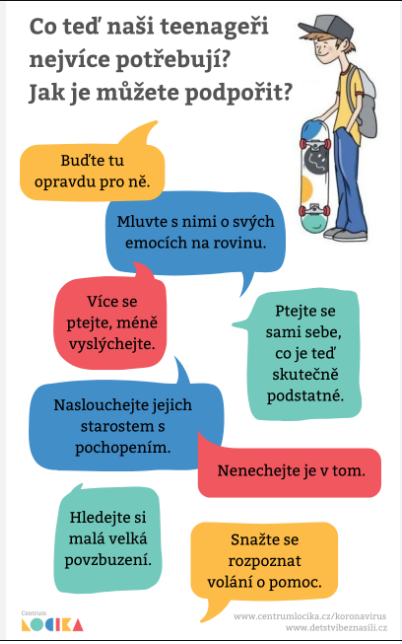 Co teď naši teenageři
nejvíce potřebují?
Jak je můžete podpořit?
Buďte tu
opravdu pro ně.
Mluvte s nimi o svých
emocích na rovinu.
Více se
ptejte, méně
vyslýchejte.
Ptejte se
sami sebe,
co je teď
skutečně
podstatné.
Naslouchejte jejich
starostem s
pochopením.
Nenechejte je v tom.
Hledejte si
malá velká
povzbuzení.
Snažte se
rozpoznat
volání o pomoc.
Centrum
LOCIKA
www.centrumlocika.cz/koronavirus
www.detstvibeznasili.cz